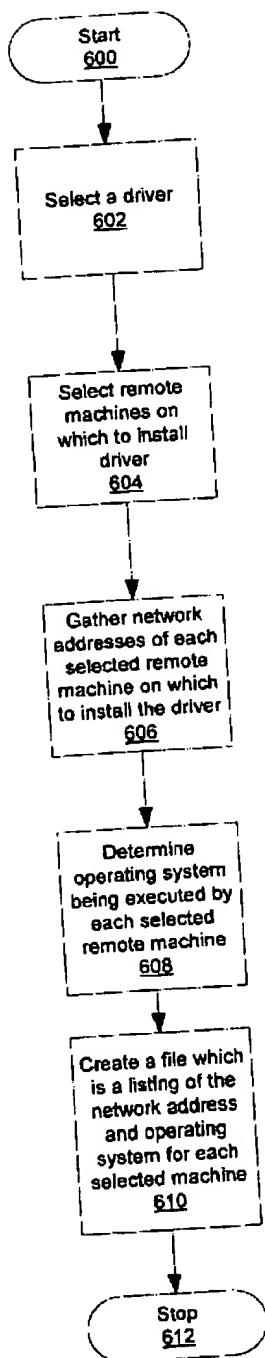 Start
600
Select a driver
602
Select remote
machines on
which to install
driver
604
Gather network
addresses of each
selected remote
machine on which
to install the driver
606
Determine
operating system
being executed by
each selected
remote machine
608
Create a file which
is a listing of the
network address
and operating
system for each
selected machine
610
Stop
612